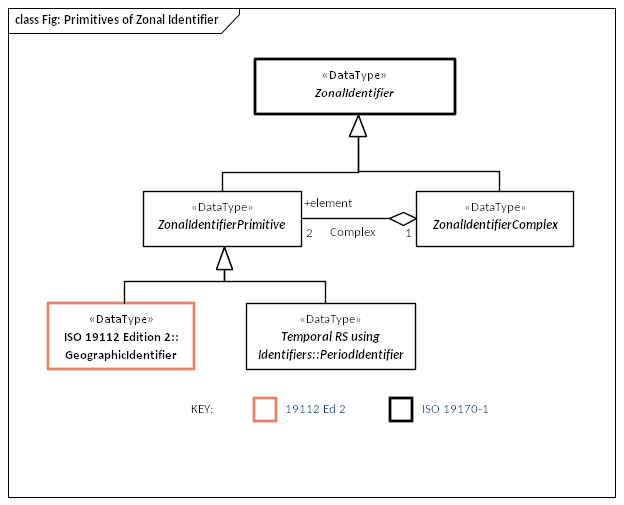 class Fig: Primitives of Zonal Identifier
«DataType»
ZonalIdentifier
«DataType»
ZonalIdentifierPrimitive
+element
2
Complex
1
«DataType»
ZonalIdentifierComplex
«DataType»
ISO 19112 Edition 2::
GeographicIdentifier
«DataType»
Temporal RS using
Identifiers::PeriodIdentifier
KEY:
19112 Ed 2
ISO 19170-1